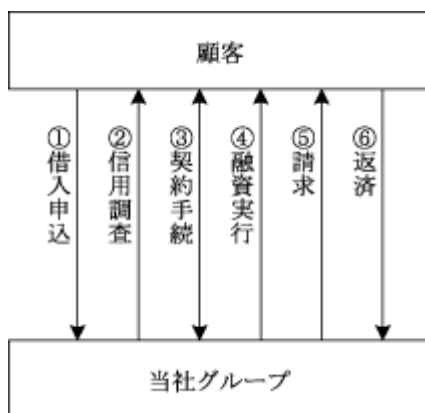 顧客
①借入申込
②信用調査
③契約手続
④融資実行
⑤請求
⑥返済
当社グループ